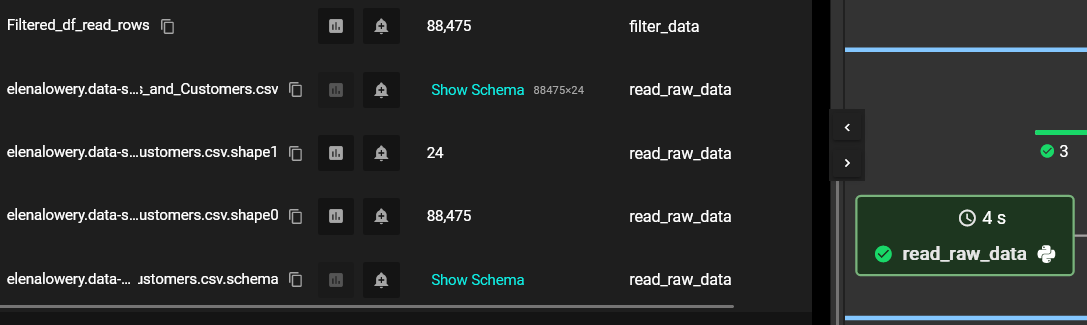 Filtered_df_read_rows 88,475 filter_data
elenalowery.data-s...s_and_Customers.csv Show Schema 88475×24 read_raw_data
elenalowery.data-s...ustomers.csv.shape1 24 read_raw_data
elenalowery.data-s...ustomers.csv.shape0 88,475 read_raw_data
elenalowery.data-... ustomers.csv.schema Show Schema read_raw_data
3
4 s
read_raw_data